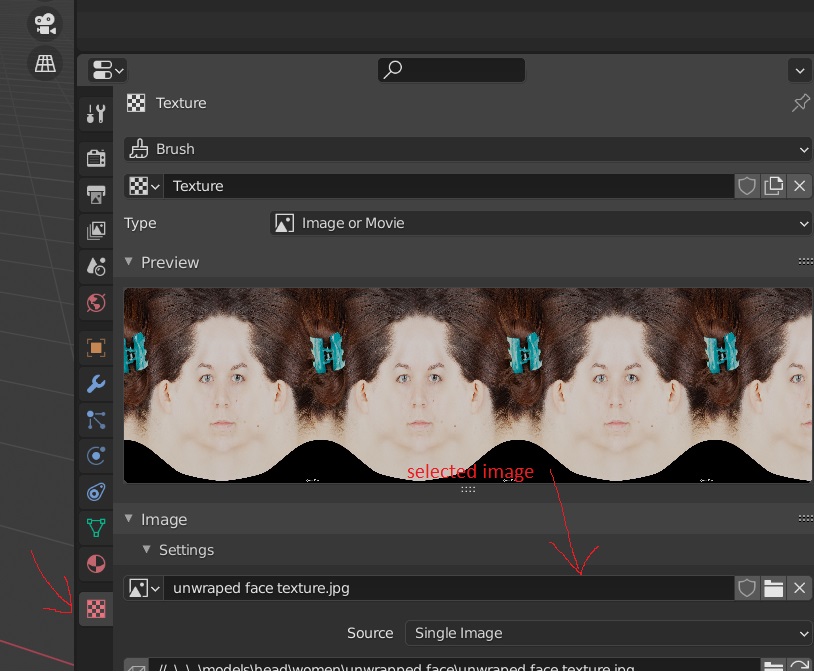 Texture
Brush
Texture
Type
Image or Movie
Preview
selected image
Image
Settings
unwraped face texture.jpg
Source
Single Image
//..\..\..\models\head\women\unwrapped face\unwraped face texture.jpg